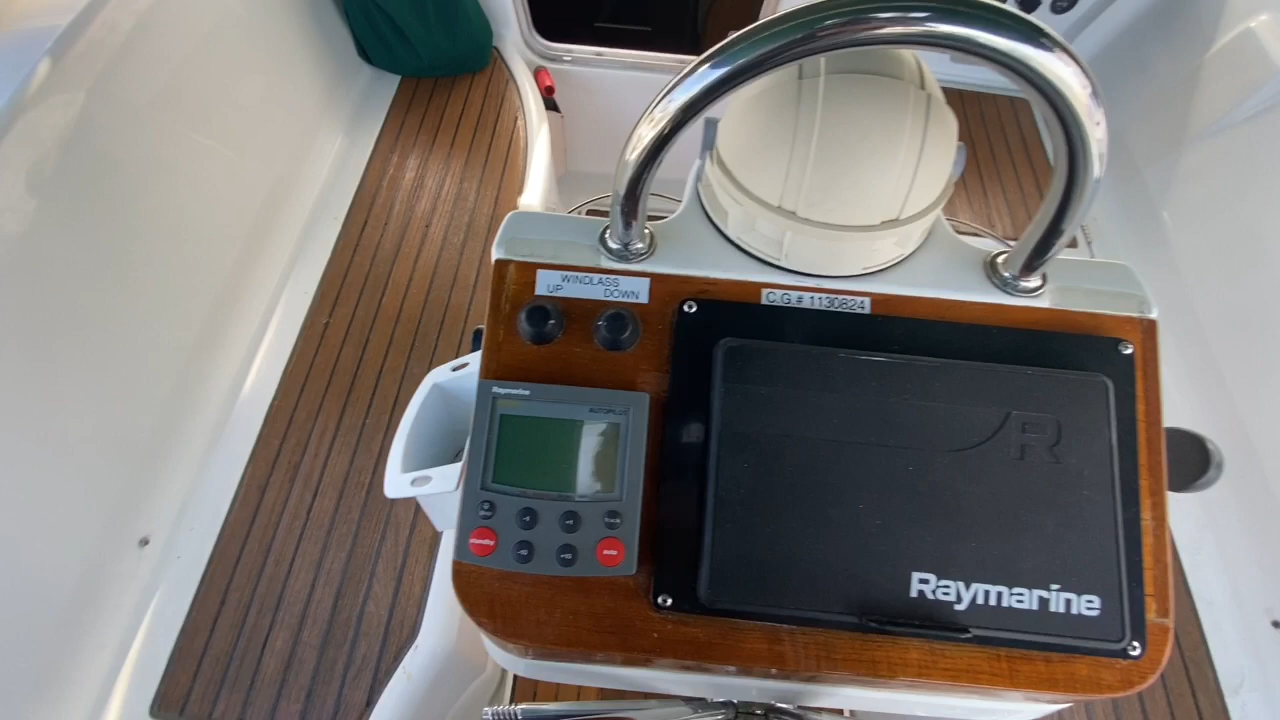 WINDLASS
UP DOWN
C.G.# 1130824
Raymarine
AUTOPILOT
standby
auto
R
Raymarine